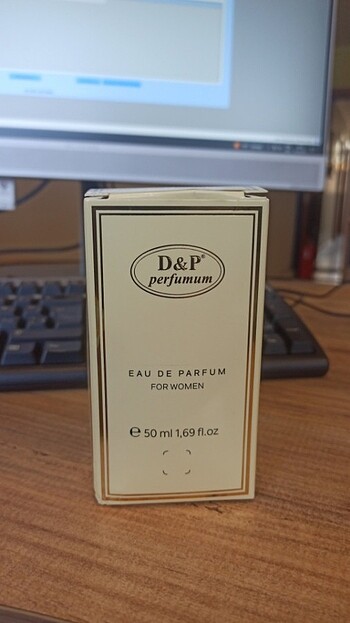 D&P®
perfumum
EAU DE PARFUM
FOR WOMEN
℮ 50 ml 1,69 fl.oz